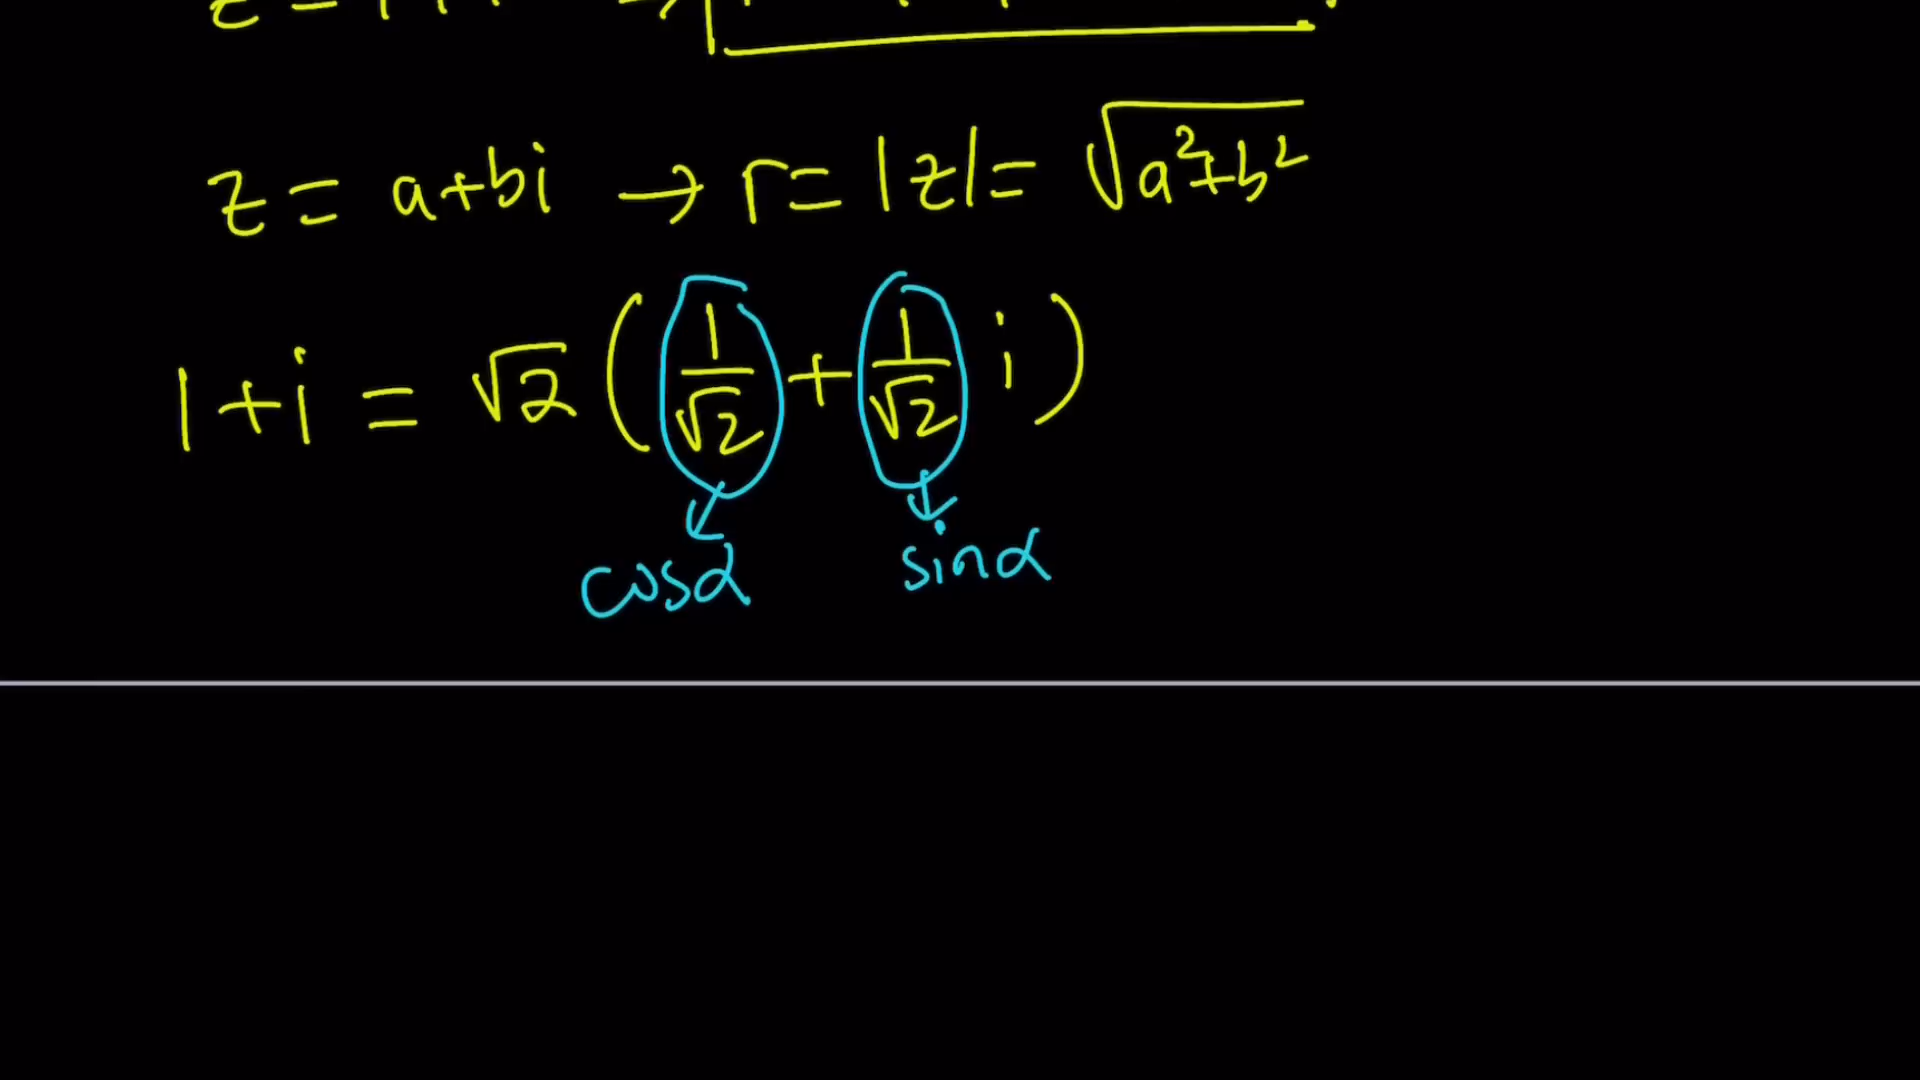 z = a+bi → r = |z| = √(a²+b²)
1+i = √2 (1/√2 + 1/√2 i)
cosα sinα